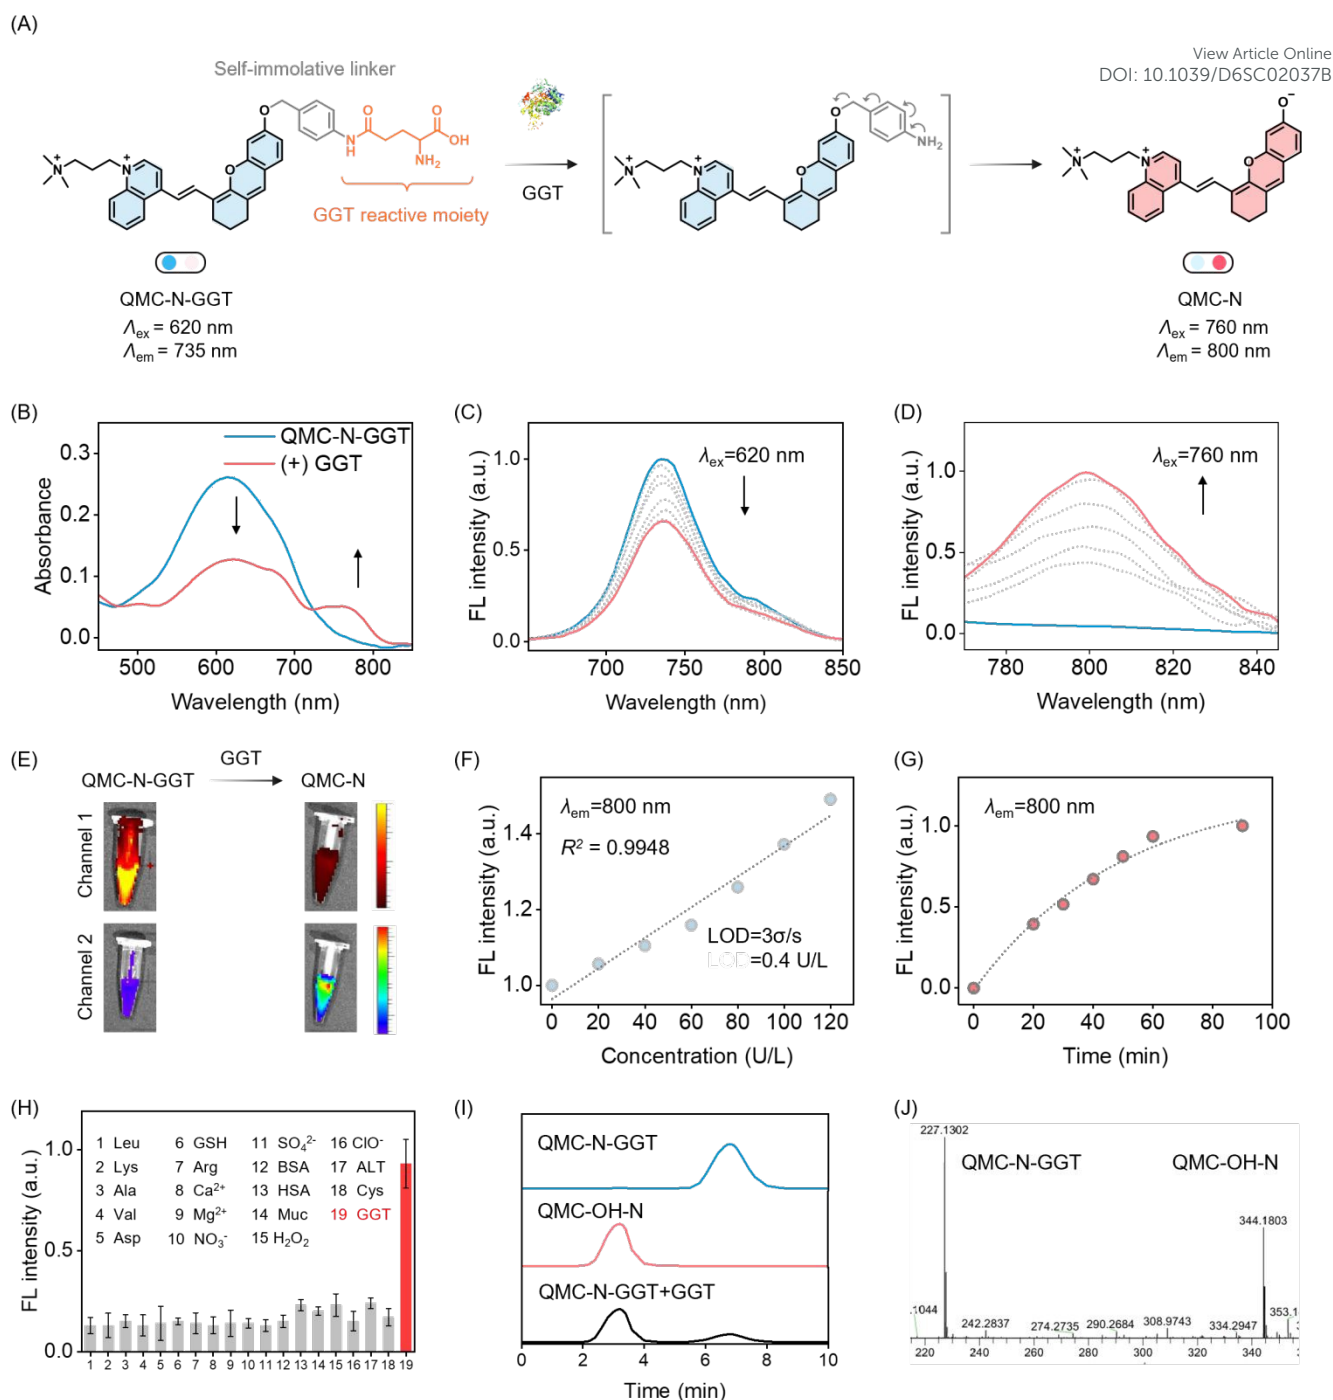 (A)
View Article Online
DOI: 10.1039/D6SC02037B
Self-immolative linker
O
O
O
OH
N
H
NH₂
O
N⁺
N⁺
GGT reactive moiety
GGT
O
NH₂
O
N⁺
N⁺
O⁻
O
N⁺
N⁺
QMC-N-GGT
Λex = 620 nm
Λem = 735 nm
QMC-N
Λex = 760 nm
Λem = 800 nm
(B)
QMC-N-GGT
(+) GGT
Absorbance
0.3
0.2
0.1
0.0
500 600 700 800
Wavelength (nm)
(C)
λex=620 nm
FL intensity (a.u.)
1.0
0.5
0.0
700 750 800 850
Wavelength (nm)
(D)
λex=760 nm
FL intensity (a.u.)
1.0
0.5
0.0
780 800 820 840
Wavelength (nm)
(E)
GGT
QMC-N-GGT
QMC-N
Channel 1
Channel 2
(F)
λem=800 nm
R² = 0.9948
LOD=3σ/s
LOD=0.4 U/L
FL intensity (a.u.)
1.4
1.2
1.0
0 20 40 60 80 100 120
Concentration (U/L)
(G)
λem=800 nm
FL intensity (a.u.)
1.0
0.5
0.0
0 20 40 60 80 100
Time (min)
(H)
FL intensity (a.u.)
1.0
0.5
0.0
1 Leu 6 GSH 11 SO₄²⁻ 16 ClO⁻
2 Lys 7 Arg 12 BSA 17 ALT
3 Ala 8 Ca²⁺ 13 HSA 18 Cys
4 Val 9 Mg²⁺ 14 Muc 19 GGT
5 Asp 10 NO₃⁻ 15 H₂O₂
1 2 3 4 5 6 7 8 9 10 11 12 13 14 15 16 17 18 19
(I)
QMC-N-GGT
QMC-OH-N
QMC-N-GGT+GGT
0 2 4 6 8 10
Time (min)
(J)
227.1302
QMC-N-GGT
QMC-OH-N
344.1803
.1044
242.2837
274.2735
290.2684
308.9743
334.2947
353.1
220 240 260 280 300 320 340